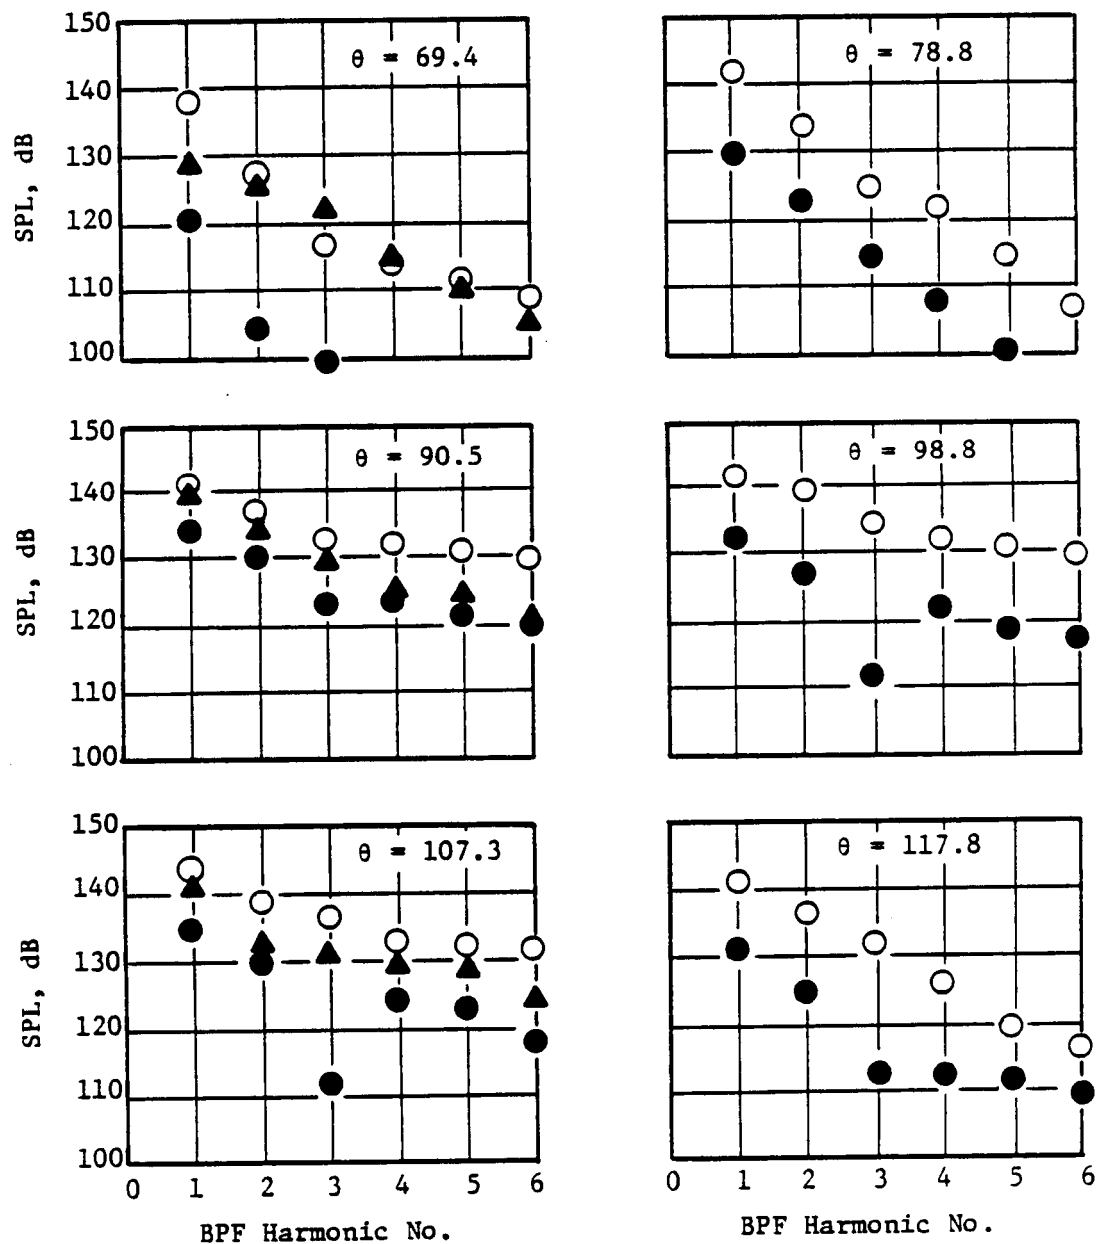 150
140
130
120
110
100
SPL, dB
θ = 69.4
θ = 78.8
150
140
130
120
110
100
SPL, dB
θ = 90.5
θ = 98.8
150
140
130
120
110
100
SPL, dB
θ = 107.3
θ = 117.8
0 1 2 3 4 5 6
0 1 2 3 4 5 6
BPF Harmonic No.
BPF Harmonic No.